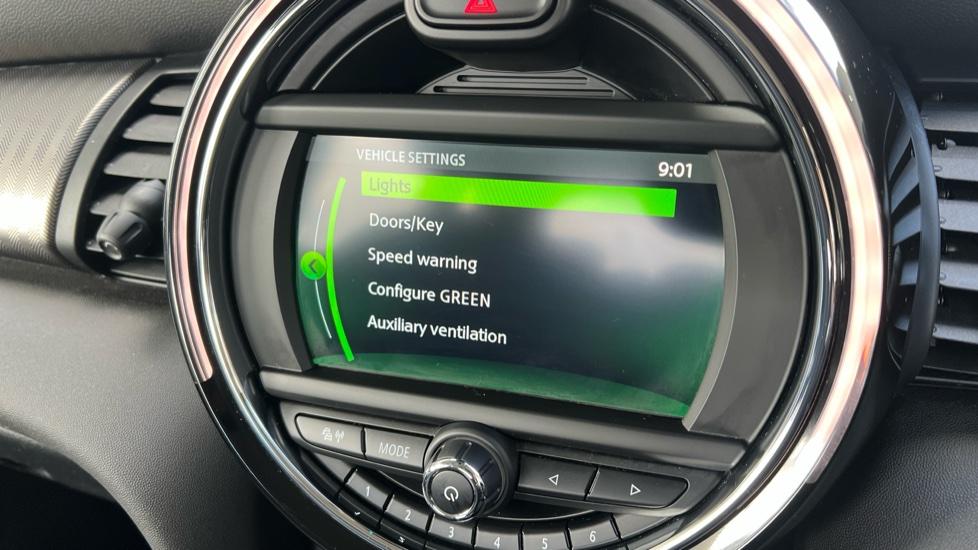 VEHICLE SETTINGS 9:01
Lights
Doors/Key
Speed warning
Configure GREEN
Auxiliary ventilation
MODE
1 2 3 4 5 6